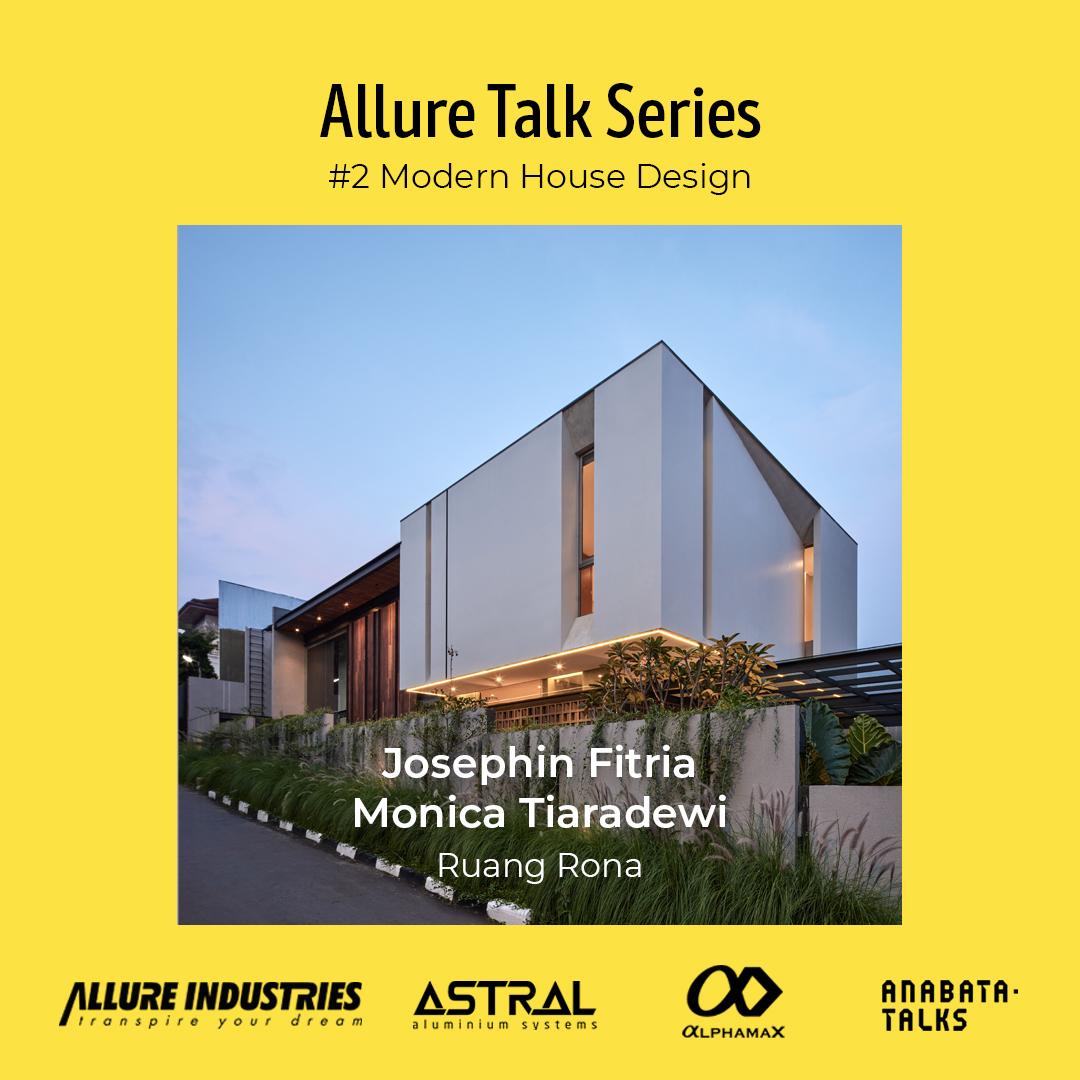 Allure Talk Series
#2 Modern House Design
Josephin Fitria
Monica Tiaradewi
Ruang Rona
ALLURE INDUSTRIES
transpire your dream
ASTRAL
aluminium systems
αLPHAMAX
ANABATA·
TALKS